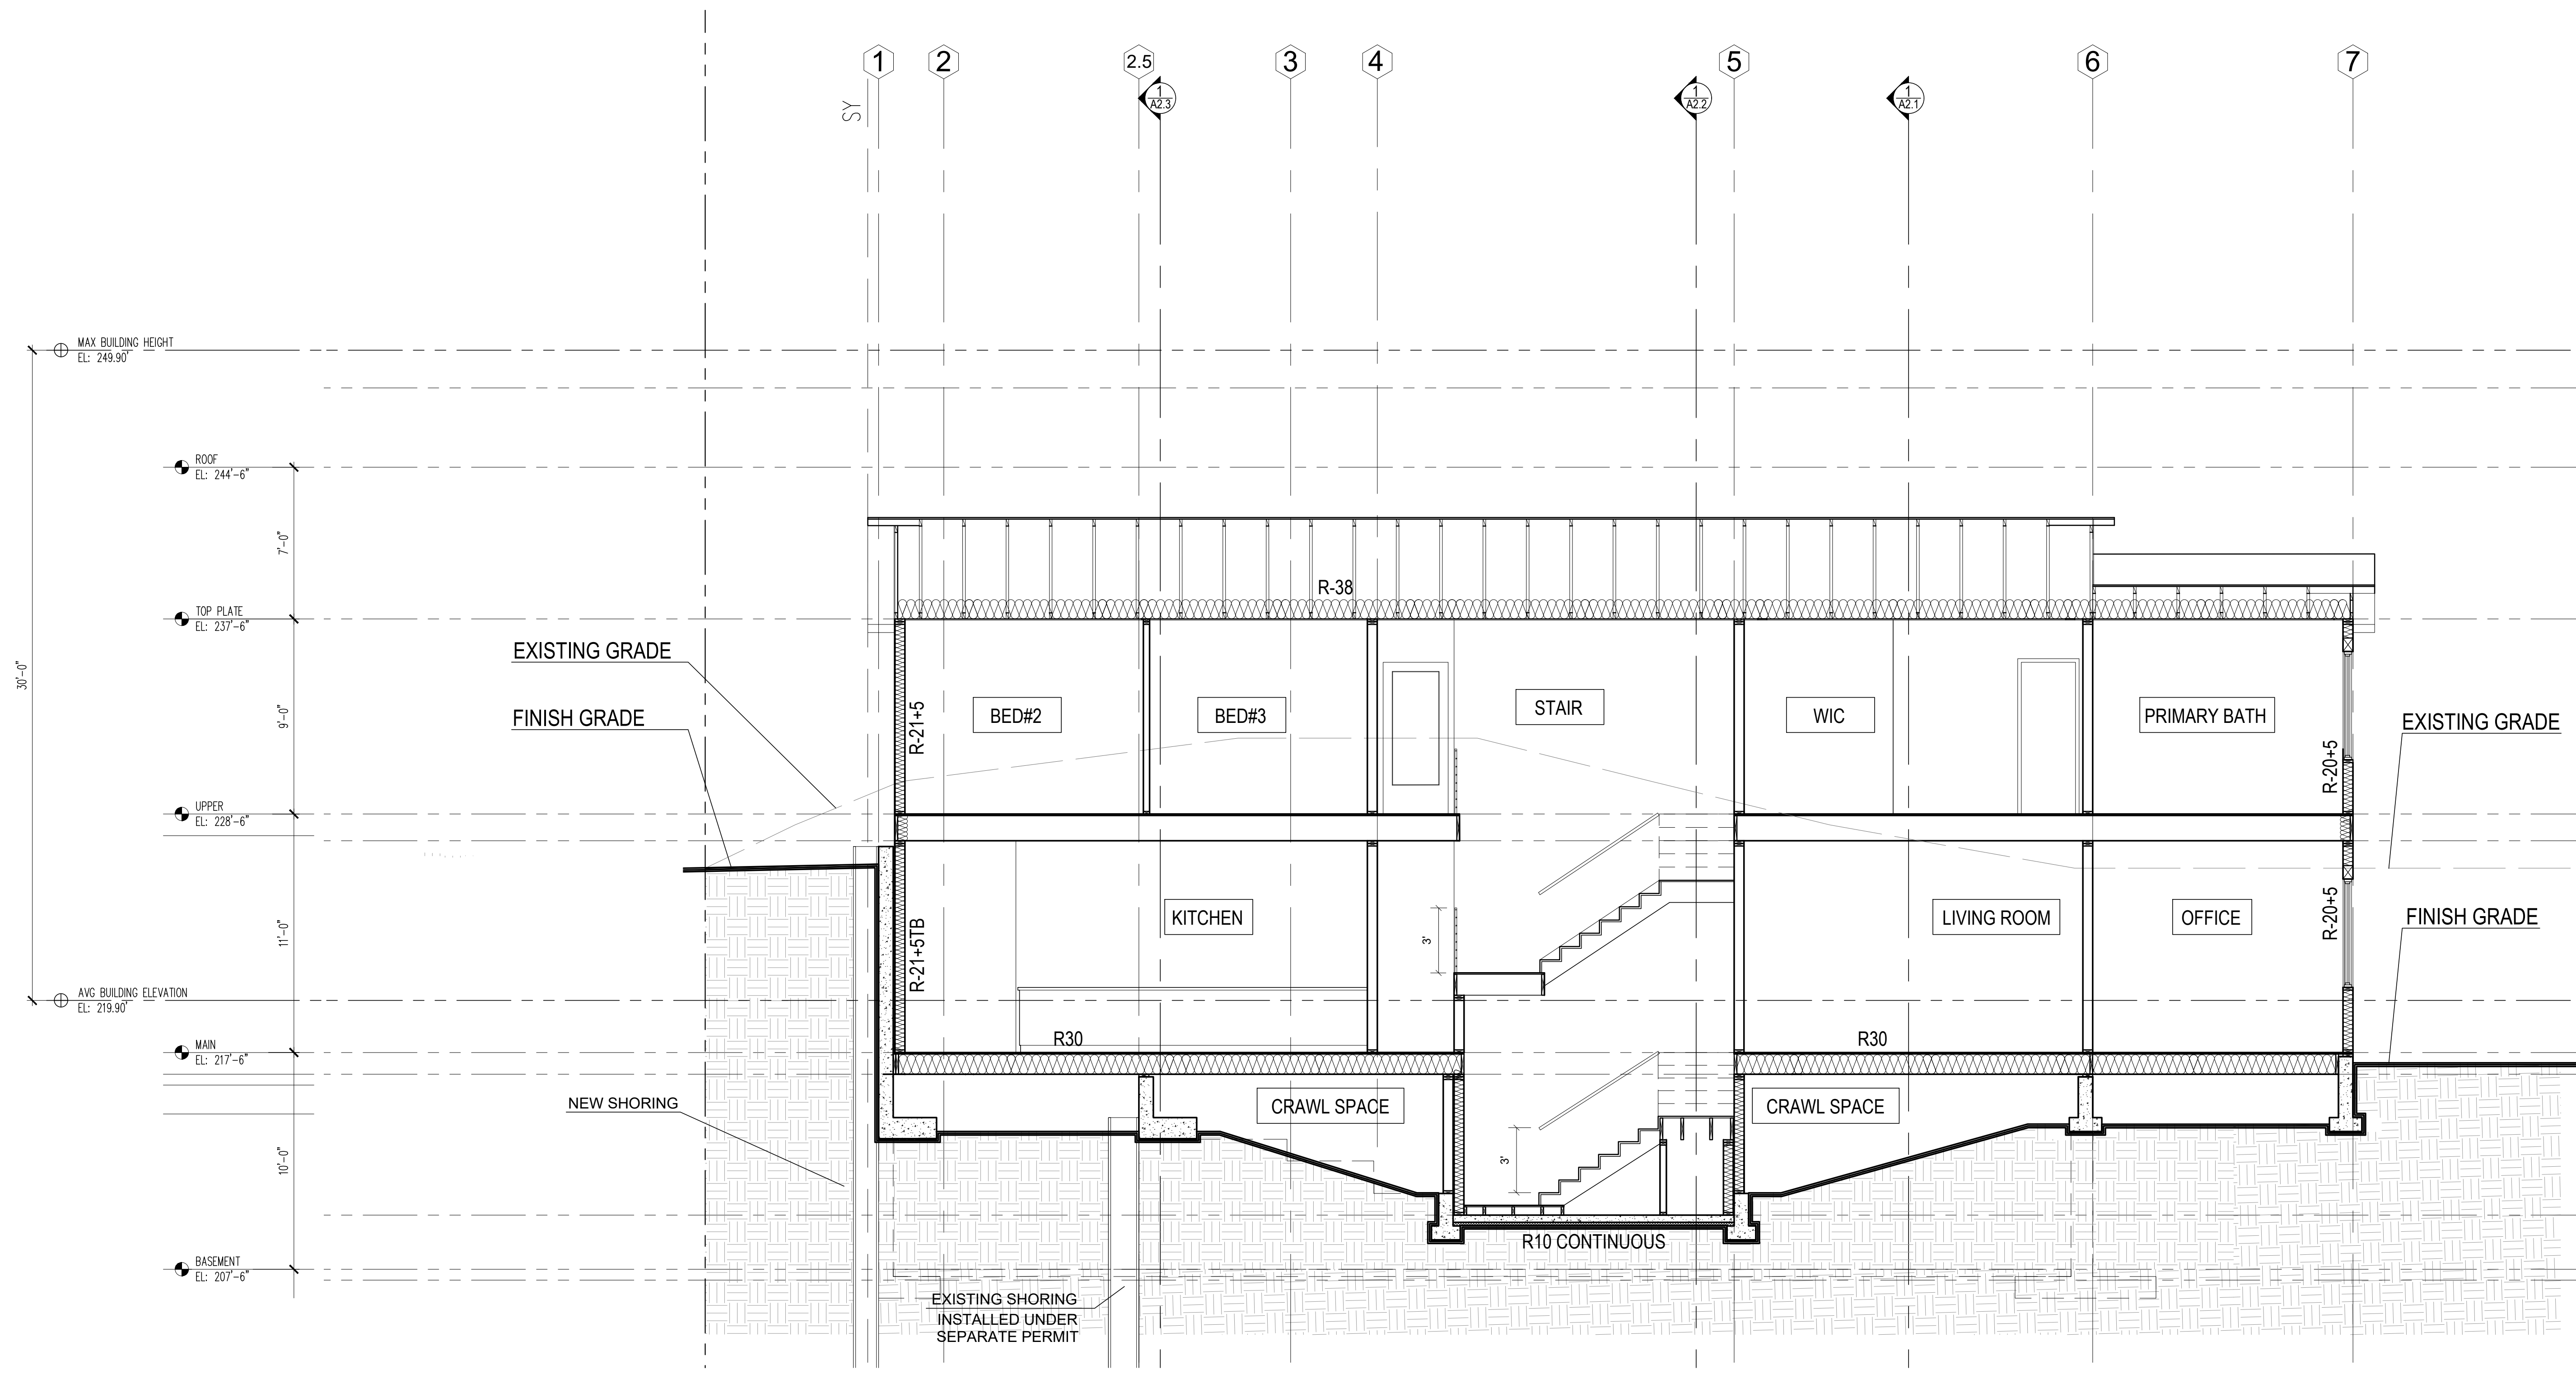 1
2
2.5
3
4
5
6
7
SY
1
A2.3
1
A2.2
1
A2.1
MAX BUILDING HEIGHT
EL: 249.90'
ROOF
EL: 244'-6"
7'-0"
R-38
TOP PLATE
EL: 237'-6"
EXISTING GRADE
FINISH GRADE
30'-0"
9'-0"
R-21+5
BED#2
BED#3
STAIR
WIC
PRIMARY BATH
R-20+5
EXISTING GRADE
UPPER
EL: 228'-6"
11'-0"
R-21+5TB
KITCHEN
3'
LIVING ROOM
OFFICE
R-20+5
FINISH GRADE
AVG BUILDING ELEVATION
EL: 219.90'
MAIN
EL: 217'-6"
R30
R30
NEW SHORING
CRAWL SPACE
CRAWL SPACE
10'-0"
3'
R10 CONTINUOUS
BASEMENT
EL: 207'-6"
EXISTING SHORING
INSTALLED UNDER
SEPARATE PERMIT